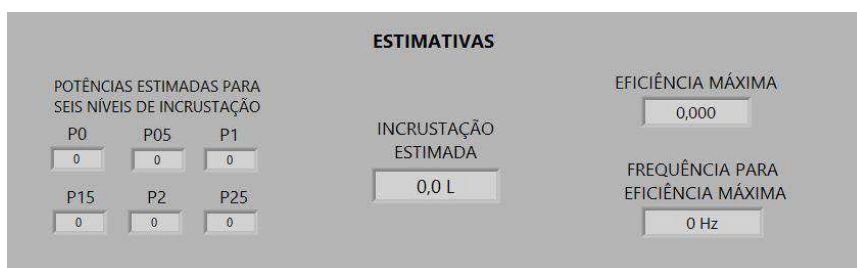 ESTIMATIVAS
POTÊNCIAS ESTIMADAS PARA
SEIS NÍVEIS DE INCRUSTAÇÃO
P0 P05 P1
0 0 0
P15 P2 P25
0 0 0
INCRUSTAÇÃO
ESTIMADA
0,0 L
EFICIÊNCIA MÁXIMA
0,000
FREQUÊNCIA PARA
EFICIÊNCIA MÁXIMA
0 Hz